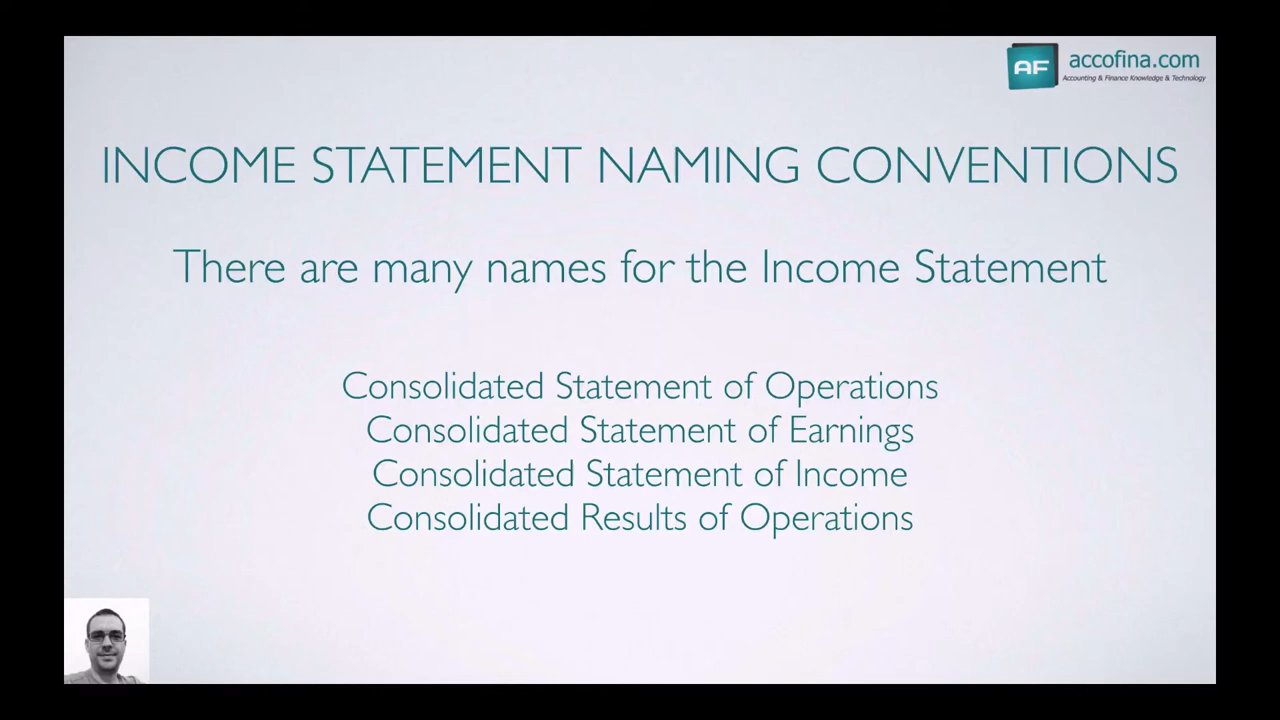 AF accofina.com
Accounting & Finance Knowledge & Technology
INCOME STATEMENT NAMING CONVENTIONS
There are many names for the Income Statement
Consolidated Statement of Operations
Consolidated Statement of Earnings
Consolidated Statement of Income
Consolidated Results of Operations